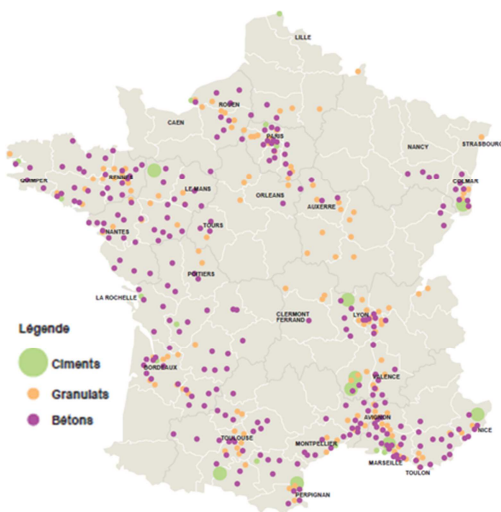 LILLE
ROUEN
CAEN
PARIS
STRASBOURG
NANCY
QUIMPER
RENNES
COLMAR
LE MANS
ORLEANS
AUXERRE
NANTES
TOURS
POITIERS
LA ROCHELLE
CLERMONT
FERRAND
LYON
Légende
Ciments
Granulats
Bétons
BORDEAUX
VALENCE
AVIGNON
TOULOUSE
MONTPELLIER
NICE
MARSEILLE
TOULON
PERPIGNAN